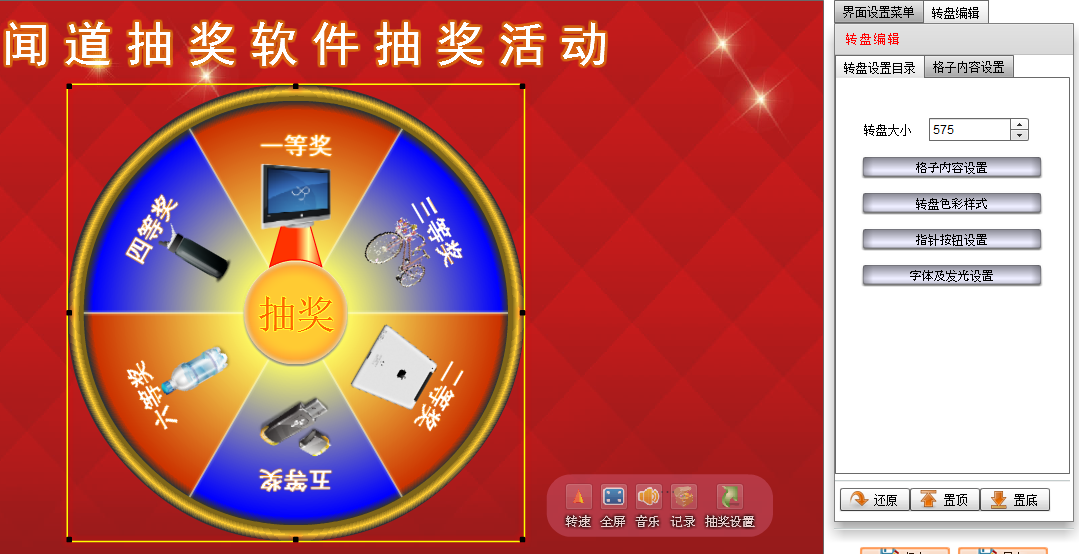 闻道抽奖软件抽奖活动
一等奖
三等奖
四等奖
抽奖
二等奖
六等奖
五等奖
转速 全屏 音乐 记录 抽奖设置
界面设置菜单 转盘编辑
转盘编辑
转盘设置目录 格子内容设置
转盘大小 575
格子内容设置
转盘色彩样式
指针按钮设置
字体及发光设置
还原 置顶 置底